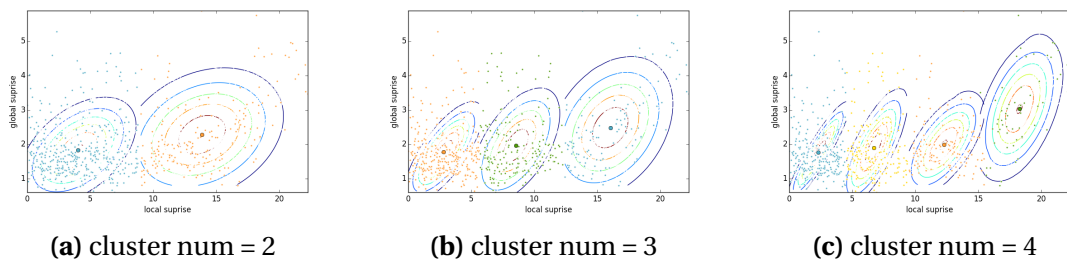 global suprise
5
4
3
2
1
0 5 10 15 20
local suprise
(a) cluster num = 2
global suprise
5
4
3
2
1
0 5 10 15 20
local suprise
(b) cluster num = 3
global suprise
5
4
3
2
1
0 5 10 15 20
local suprise
(c) cluster num = 4